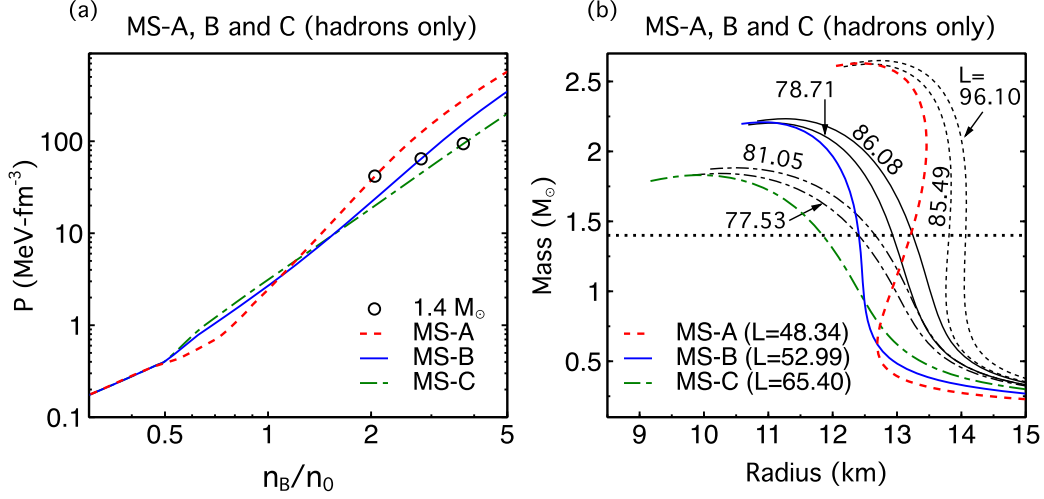 (a)
MS-A, B and C (hadrons only)
P (MeV-fm⁻³)
100
10
1
0.1
0.5
1
2
5
n_B/n_0
1.4 M_⊙
MS-A
MS-B
MS-C
(b)
MS-A, B and C (hadrons only)
Mass (M_⊙)
2.5
2.0
1.5
1.0
0.5
9
10
11
12
13
14
15
Radius (km)
78.71
L=
96.10
86.08
81.05
85.49
77.53
MS-A (L=48.34)
MS-B (L=52.99)
MS-C (L=65.40)